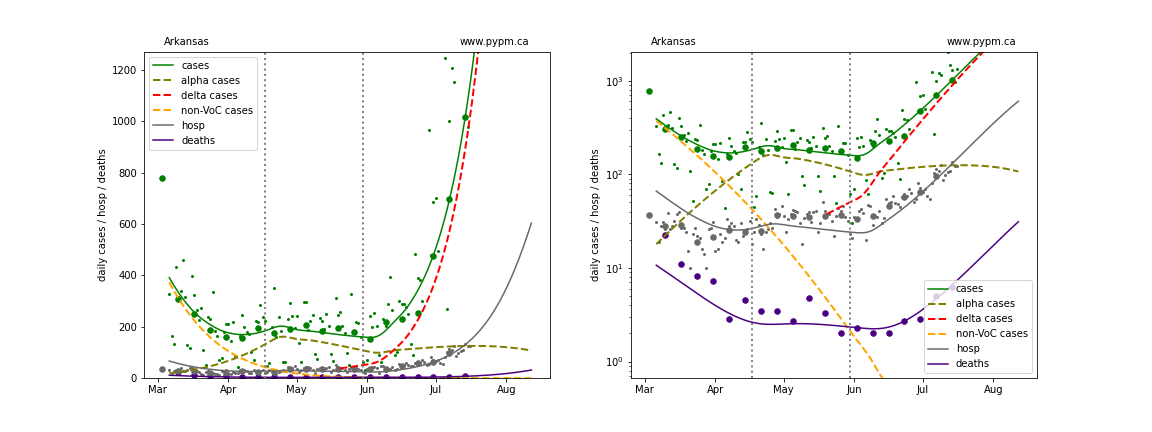 Arkansas
www.pypm.ca
daily cases / hosp / deaths
1200
1000
800
600
400
200
0
cases
alpha cases
delta cases
non-VoC cases
hosp
deaths
Mar Apr May Jun Jul Aug
Arkansas
www.pypm.ca
daily cases / hosp / deaths
10³
10²
10¹
10⁰
cases
alpha cases
delta cases
non-VoC cases
hosp
deaths
Mar Apr May Jun Jul Aug